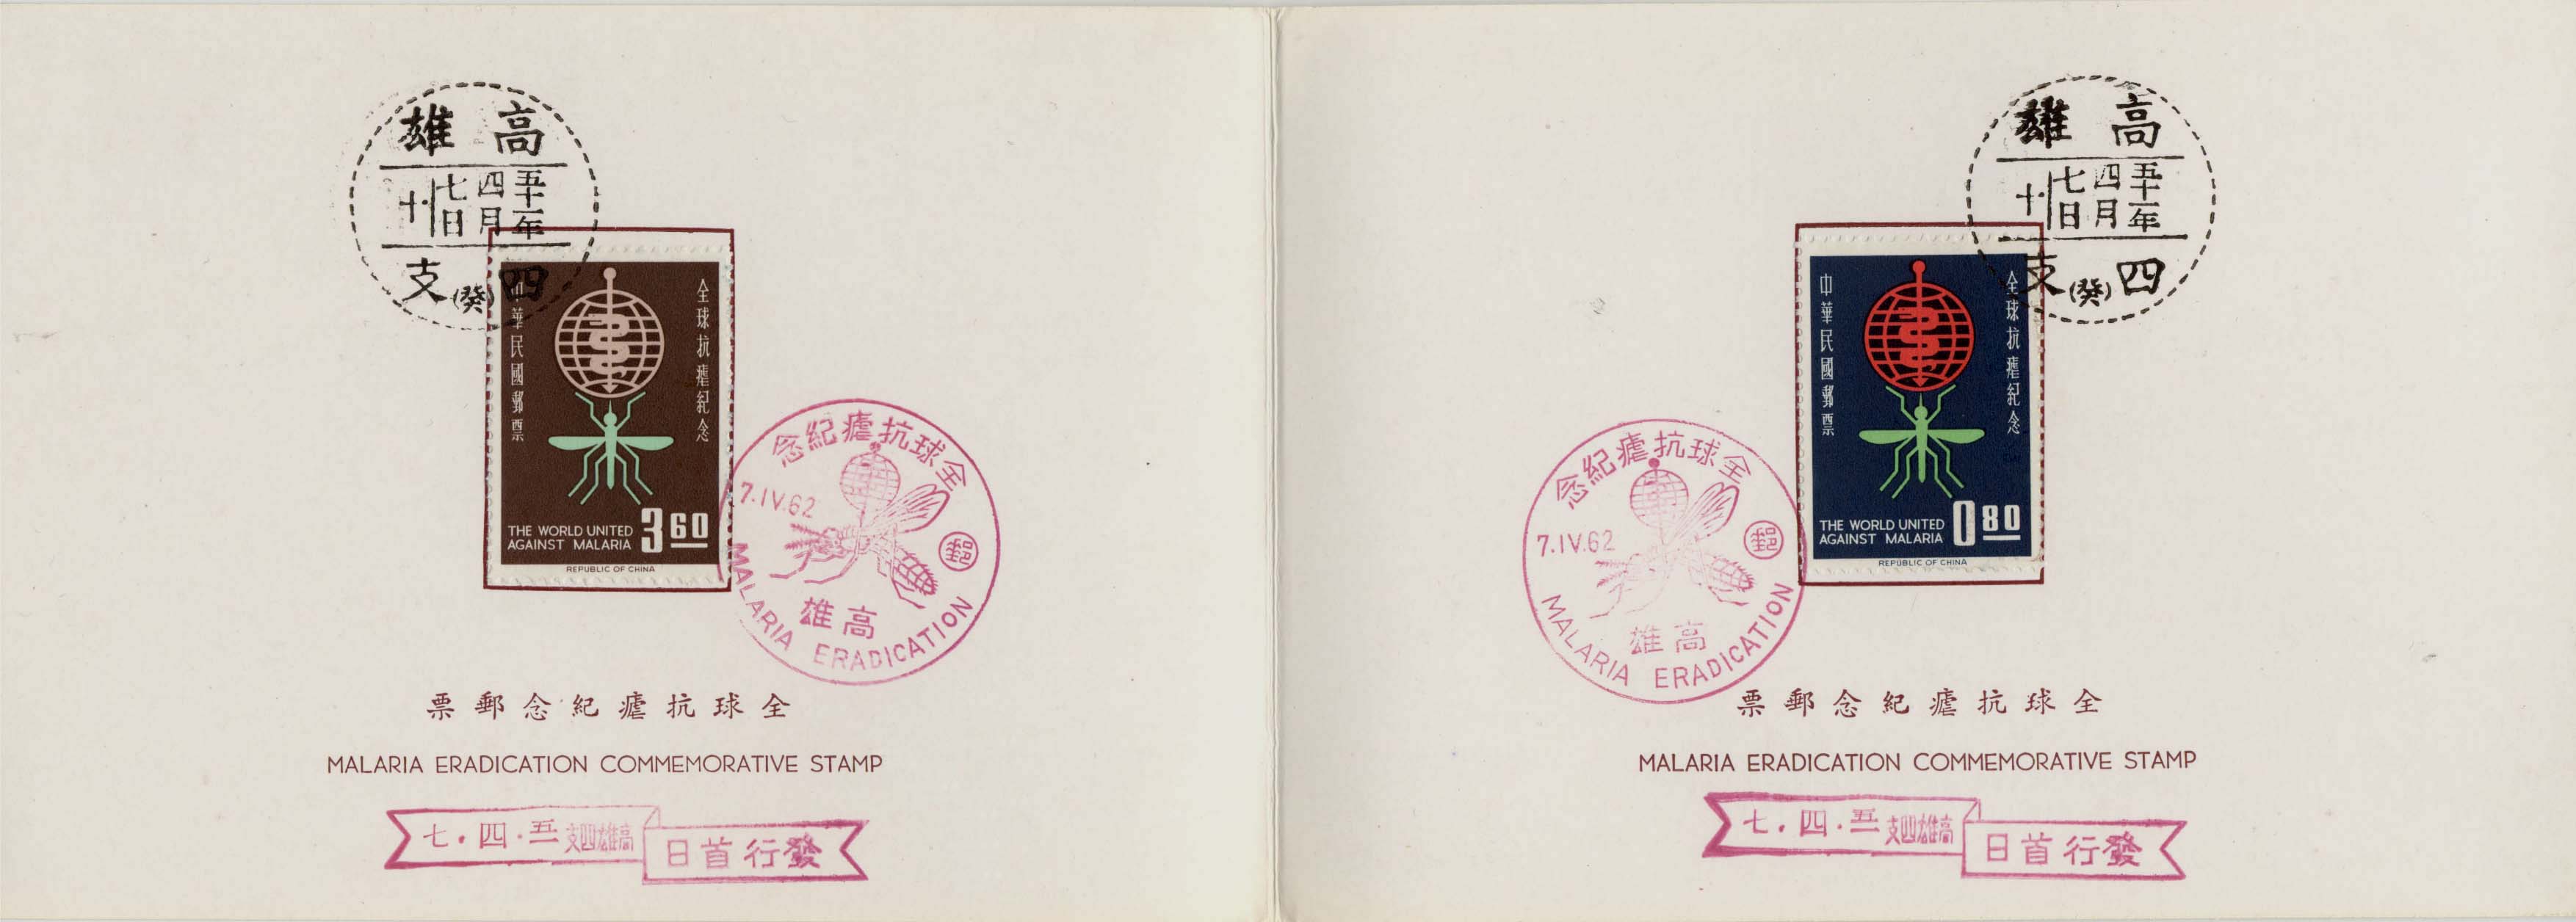 高雄
五十一年
四月
七日
十
四(癸)支
全球抗瘧紀念
中華民國郵票
THE WORLD UNITED
AGAINST MALARIA
3 60
REPUBLIC OF CHINA
全球抗瘧紀念
7.IV.62
郵
高雄
MALARIA ERADICATION
全球抗瘧紀念郵票
MALARIA ERADICATION COMMEMORATIVE STAMP
高雄四支
五一.四.七
發行首日
高雄
五十一年
四月
七日
十
四(癸)支
全球抗瘧紀念
中華民國郵票
THE WORLD UNITED
AGAINST MALARIA
0 80
REPUBLIC OF CHINA
全球抗瘧紀念
7.IV.62
郵
高雄
MALARIA ERADICATION
全球抗瘧紀念郵票
MALARIA ERADICATION COMMEMORATIVE STAMP
高雄四支
五一.四.七
發行首日